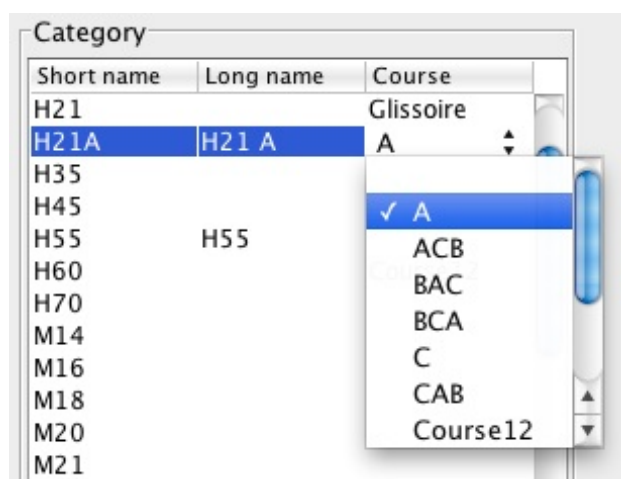 Category
Short name Long name Course
H21 Glissoire
H21A H21 A A
H35
H45 ✓ A
H55 H55 ACB
H60 BAC
H70 BCA
M14 C
M16
M18 CAB
M20 Course12
M21